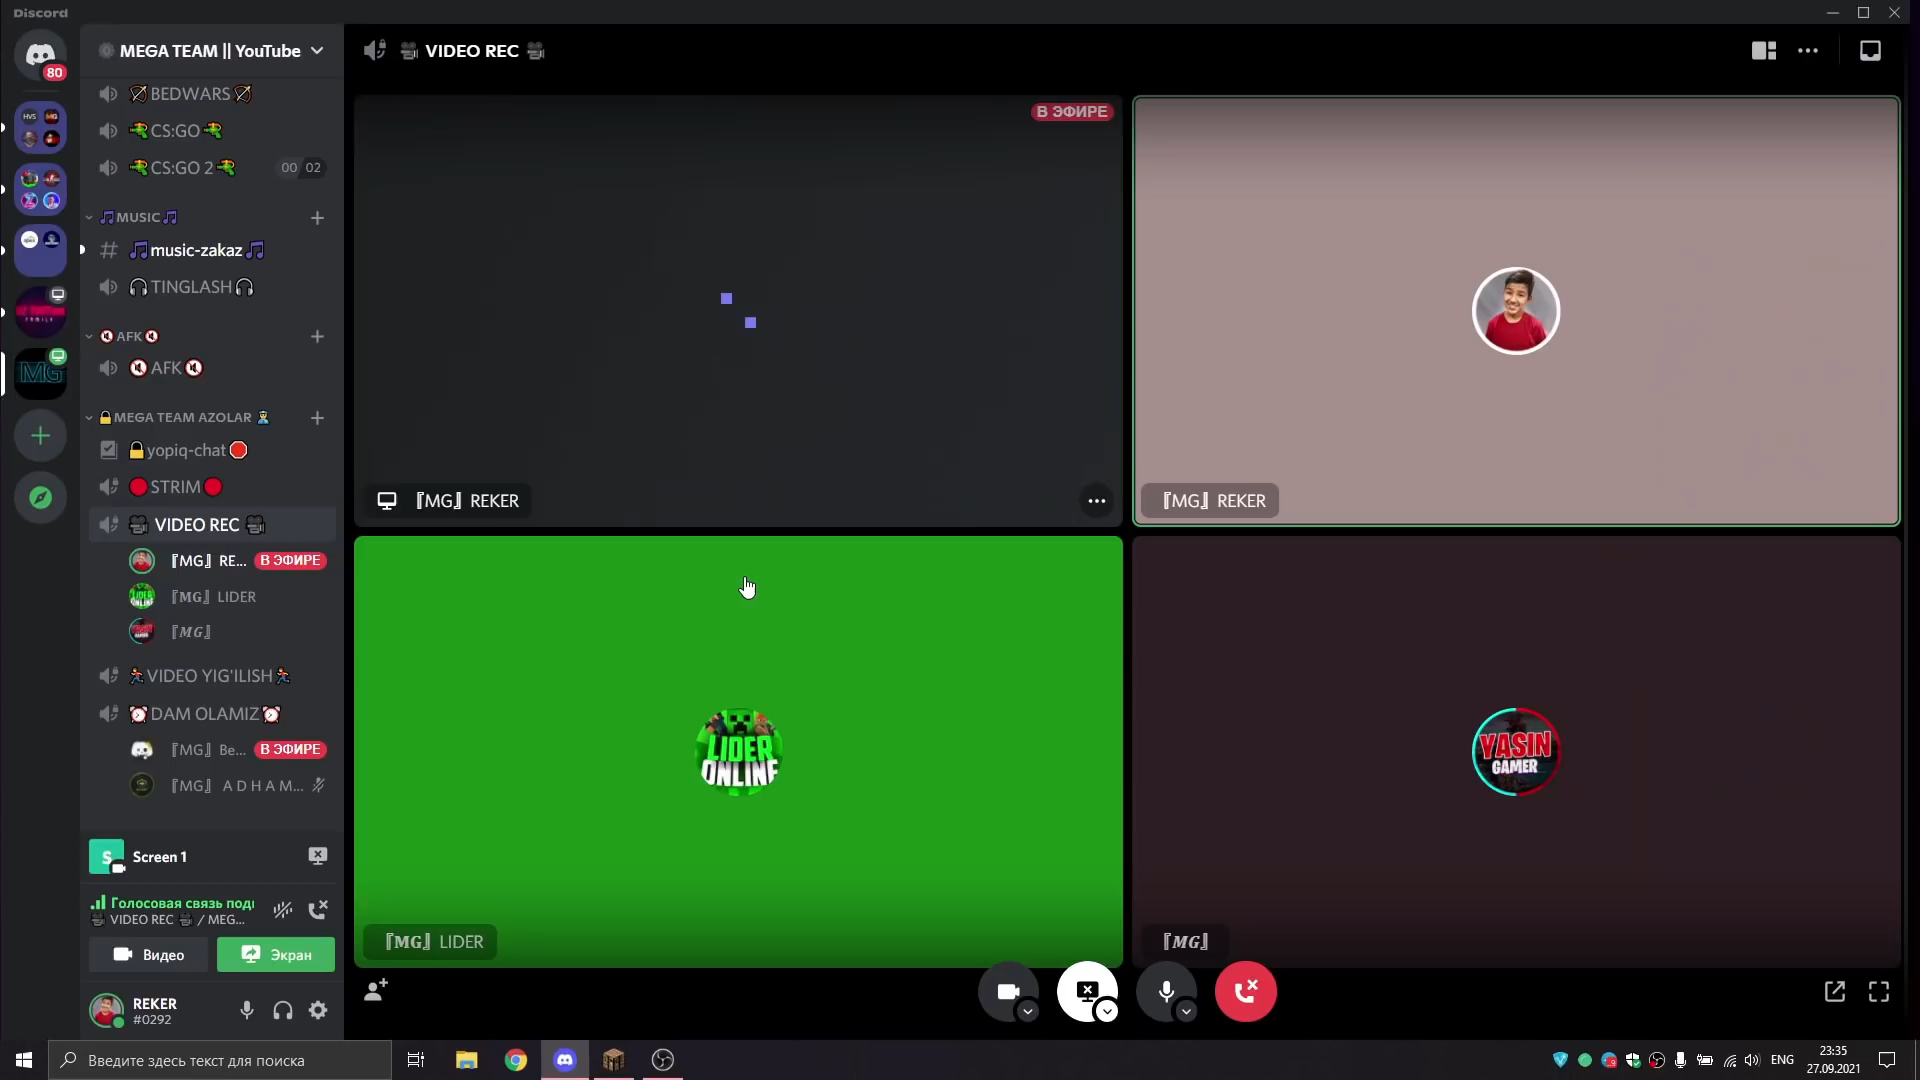 Discord
80
MEGA TEAM || YouTube
BEDWARS
CS:GO
CS:GO 2
00 02
MUSIC
music-zakaz
TINGLASH
AFK
AFK
MEGA TEAM AZOLAR
yopiq-chat
STRIM
VIDEO REC
『MG』 RE... В ЭФИРЕ
『MG』 LIDER
『MG』
VIDEO YIG'ILISH
DAM OLAMIZ
『MG』 Be... В ЭФИРЕ
『MG』 A D H A M...
S
Screen 1
Голосовая связь под
VIDEO REC / MEG...
Видео
Экран
REKER
#0292
VIDEO REC
В ЭФИРЕ
『MG』 REKER
『MG』 REKER
LIDER
ONLINE
『MG』 LIDER
YASIN
GAMER
『MG』
HVS
MG
MG
Введите здесь текст для поиска
ENG
23:35
27.09.2021